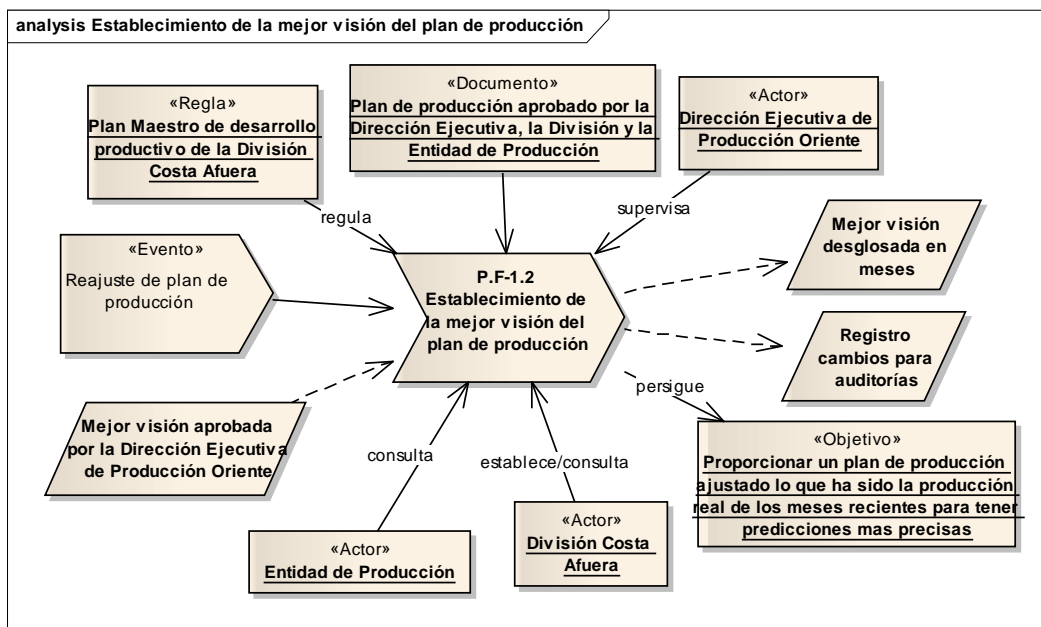 analysis Establecimiento de la mejor visión del plan de producción
«Regla»
Plan Maestro de desarrollo
productivo de la División
Costa Afuera
«Documento»
Plan de producción aprobado por la
Dirección Ejecutiva, la División y la
Entidad de Producción
«Actor»
Dirección Ejecutiva de
Producción Oriente
regula
supervisa
«Evento»
Reajuste de plan de
producción
P.F-1.2
Establecimiento de
la mejor visión del
plan de producción
Mejor visión
desglosada en
meses
Registro
cambios para
auditorías
Mejor visión aprobada
por la Dirección Ejecutiva
de Producción Oriente
consulta
establece/consulta
persigue
«Objetivo»
Proporcionar un plan de producción
ajustado lo que ha sido la producción
real de los meses recientes para tener
predicciones mas precisas
«Actor»
Entidad de Producción
«Actor»
División Costa
Afuera